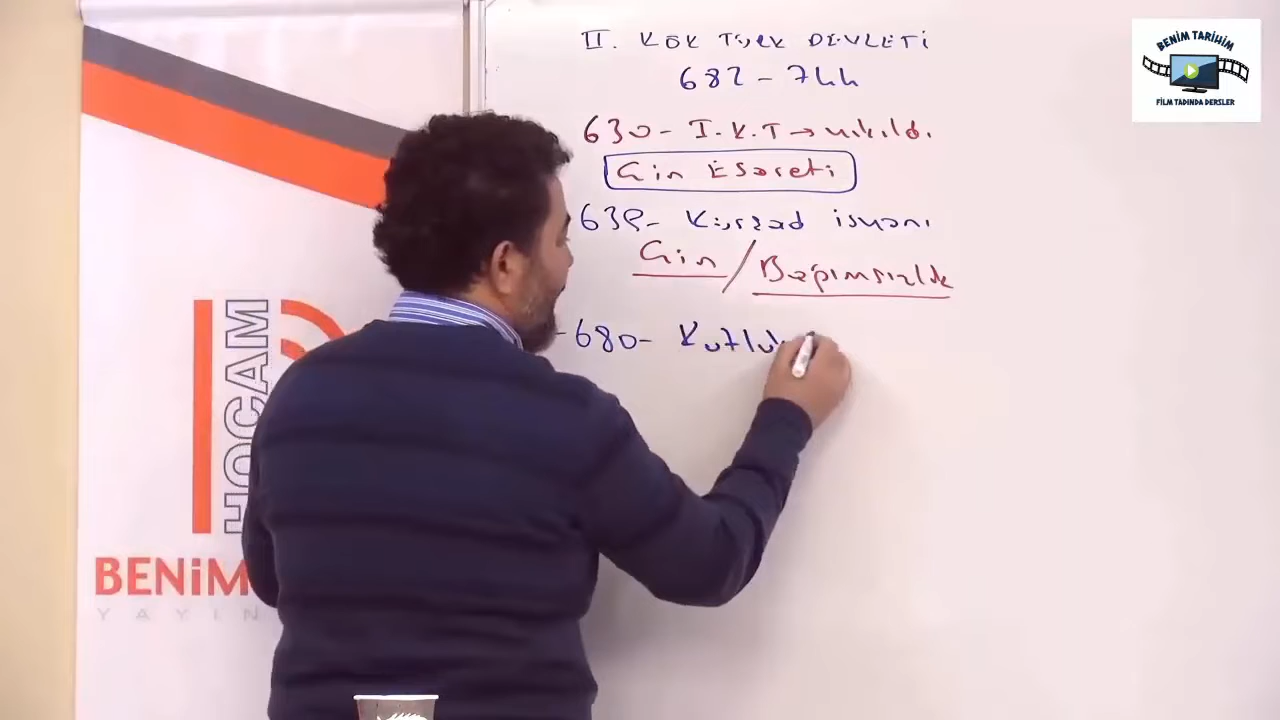 II. KÖK TÜRK DEVLETİ
682 - 744
630 - I.K.T → yıkıldı.
Çin Esareti
639 - Kürşad isyanı
Çin / Bağımsızlık
- 680 - Kutluk
BENİM TARİHİM
FİLM TADINDA DERSLER
HOCAM
BENİM
YAYIN